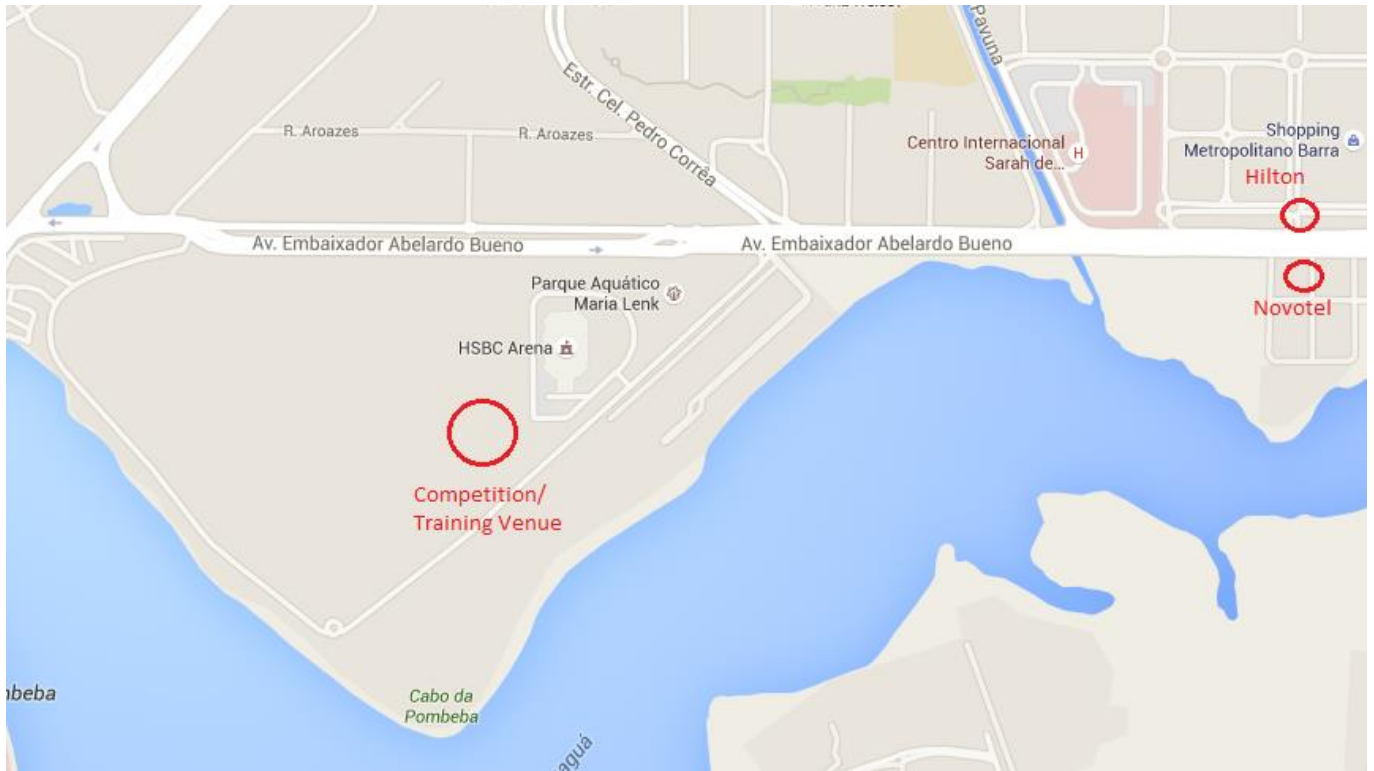 Pavuna
Estr. Cel. Pedro Corrêa
R. Aroazes
R. Aroazes
Centro Internacional
Sarah de...
H
Shopping
Metropolitano Barra
Hilton
Av. Embaixador Abelardo Bueno
Av. Embaixador Abelardo Bueno
Parque Aquático
Maria Lenk
Novotel
HSBC Arena
Competition/
Training Venue
Cabo da
Pombeba